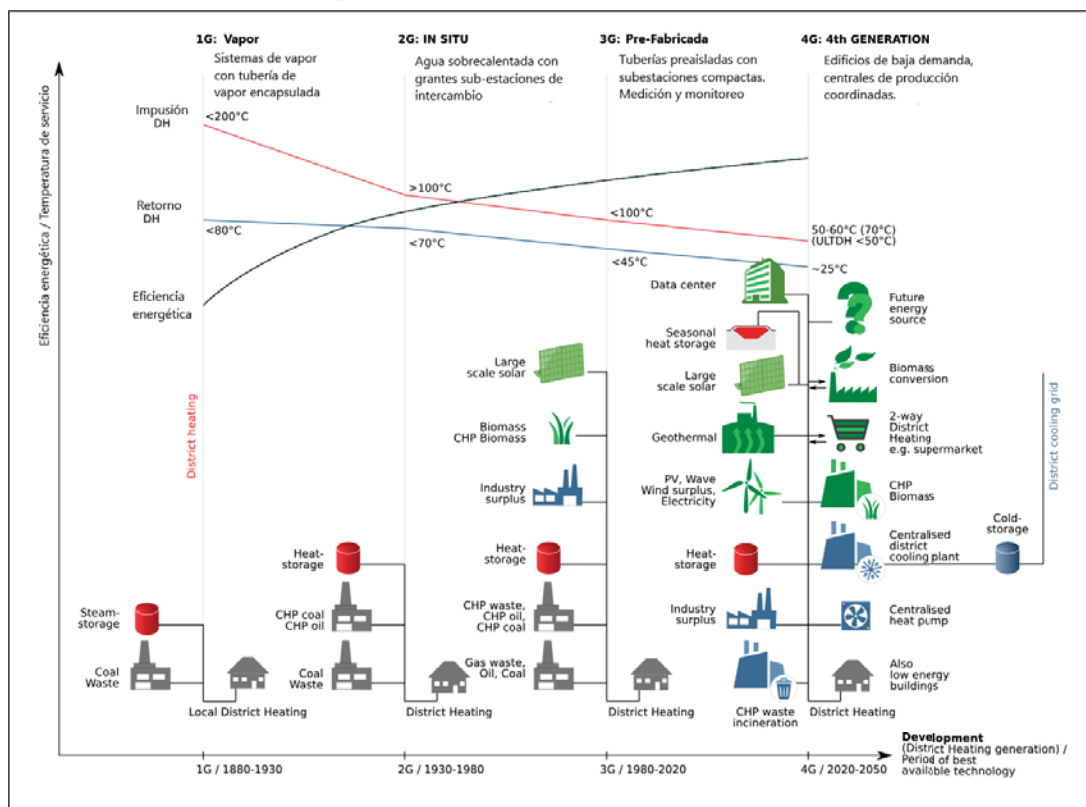 1G: Vapor
Sistemas de vapor
con tubería de
vapor encapsulada
2G: IN SITU
Agua sobrecalentada con
grantes sub-estaciones de
intercambio
3G: Pre-Fabricada
Tuberías preaisladas con
subestaciones compactas.
Medición y monitoreo
4G: 4th GENERATION
Edificios de baja demanda,
centrales de producción
coordinadas.
Eficiencia energética / Temperatura de servicio
Impusión
DH
<200°C
>100°C
<100°C
50-60°C (70°C)
(ULTDH <50°C)
Retorno
DH
<80°C
<70°C
<45°C
~25°C
Eficiencia
energética
District heating
Steam-
storage
Coal
Waste
Local District Heating
Heat-
storage
CHP coal
CHP oil
Coal
Waste
District Heating
Large
scale solar
Biomass
CHP Biomass
Industry
surplus
Heat-
storage
CHP waste,
CHP oil,
CHP coal
Gas waste,
Oil, Coal
District Heating
Data center
Seasonal
heat storage
Large
scale solar
Geothermal
PV, Wave
Wind surplus,
Electricity
Heat-
storage
Industry
surplus
CHP waste
incineration
Future
energy
source
Biomass
conversion
2-way
District
Heating
e.g. supermarket
CHP
Biomass
Centralised
district
cooling plant
Centralised
heat pump
Also
low energy
buildings
District Heating
Cold-
storage
District cooling grid
1G / 1880-1930
2G / 1930-1980
3G / 1980-2020
4G / 2020-2050
Development
(District Heating generation) /
Period of best
available technology